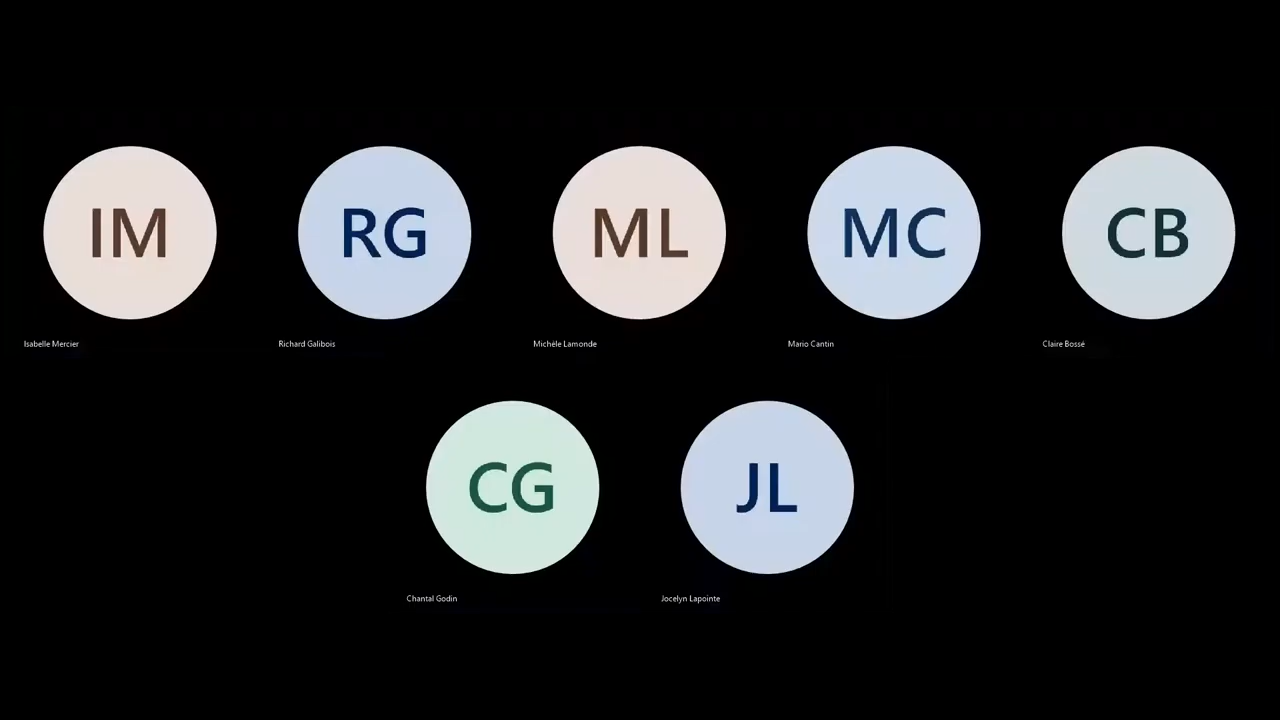 IM
RG
ML
MC
CB
Isabelle Mercier
Richard Galibois
Michèle Lamonde
Mario Cantin
Claire Bossé
CG
JL
Chantal Godin
Jocelyn Lapointe